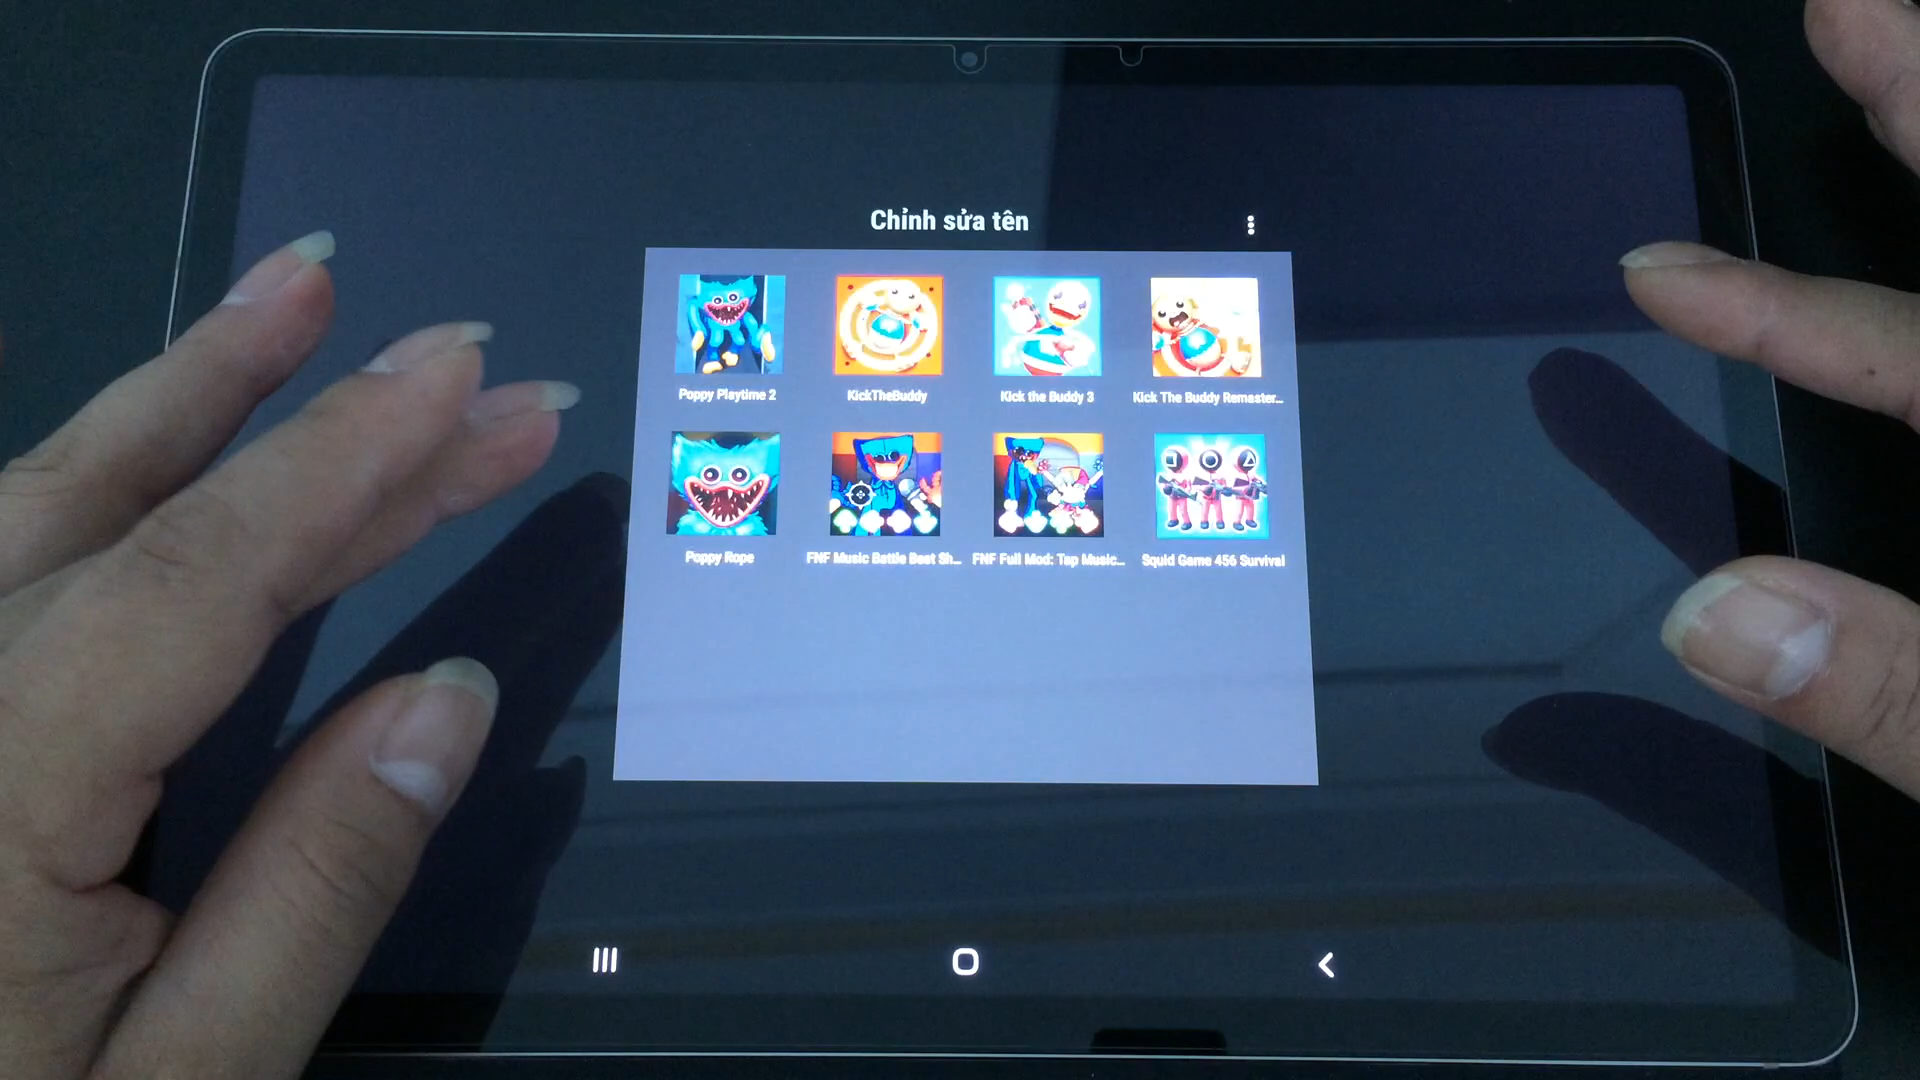 Chỉnh sửa tên
Poppy Playtime 2
KickTheBuddy
Kick the Buddy 3
Kick The Buddy Remaster...
Poppy Rope
FNF Music Battle Beat Sh...
FNF Full Mod: Tap Music...
Squid Game 456 Survival